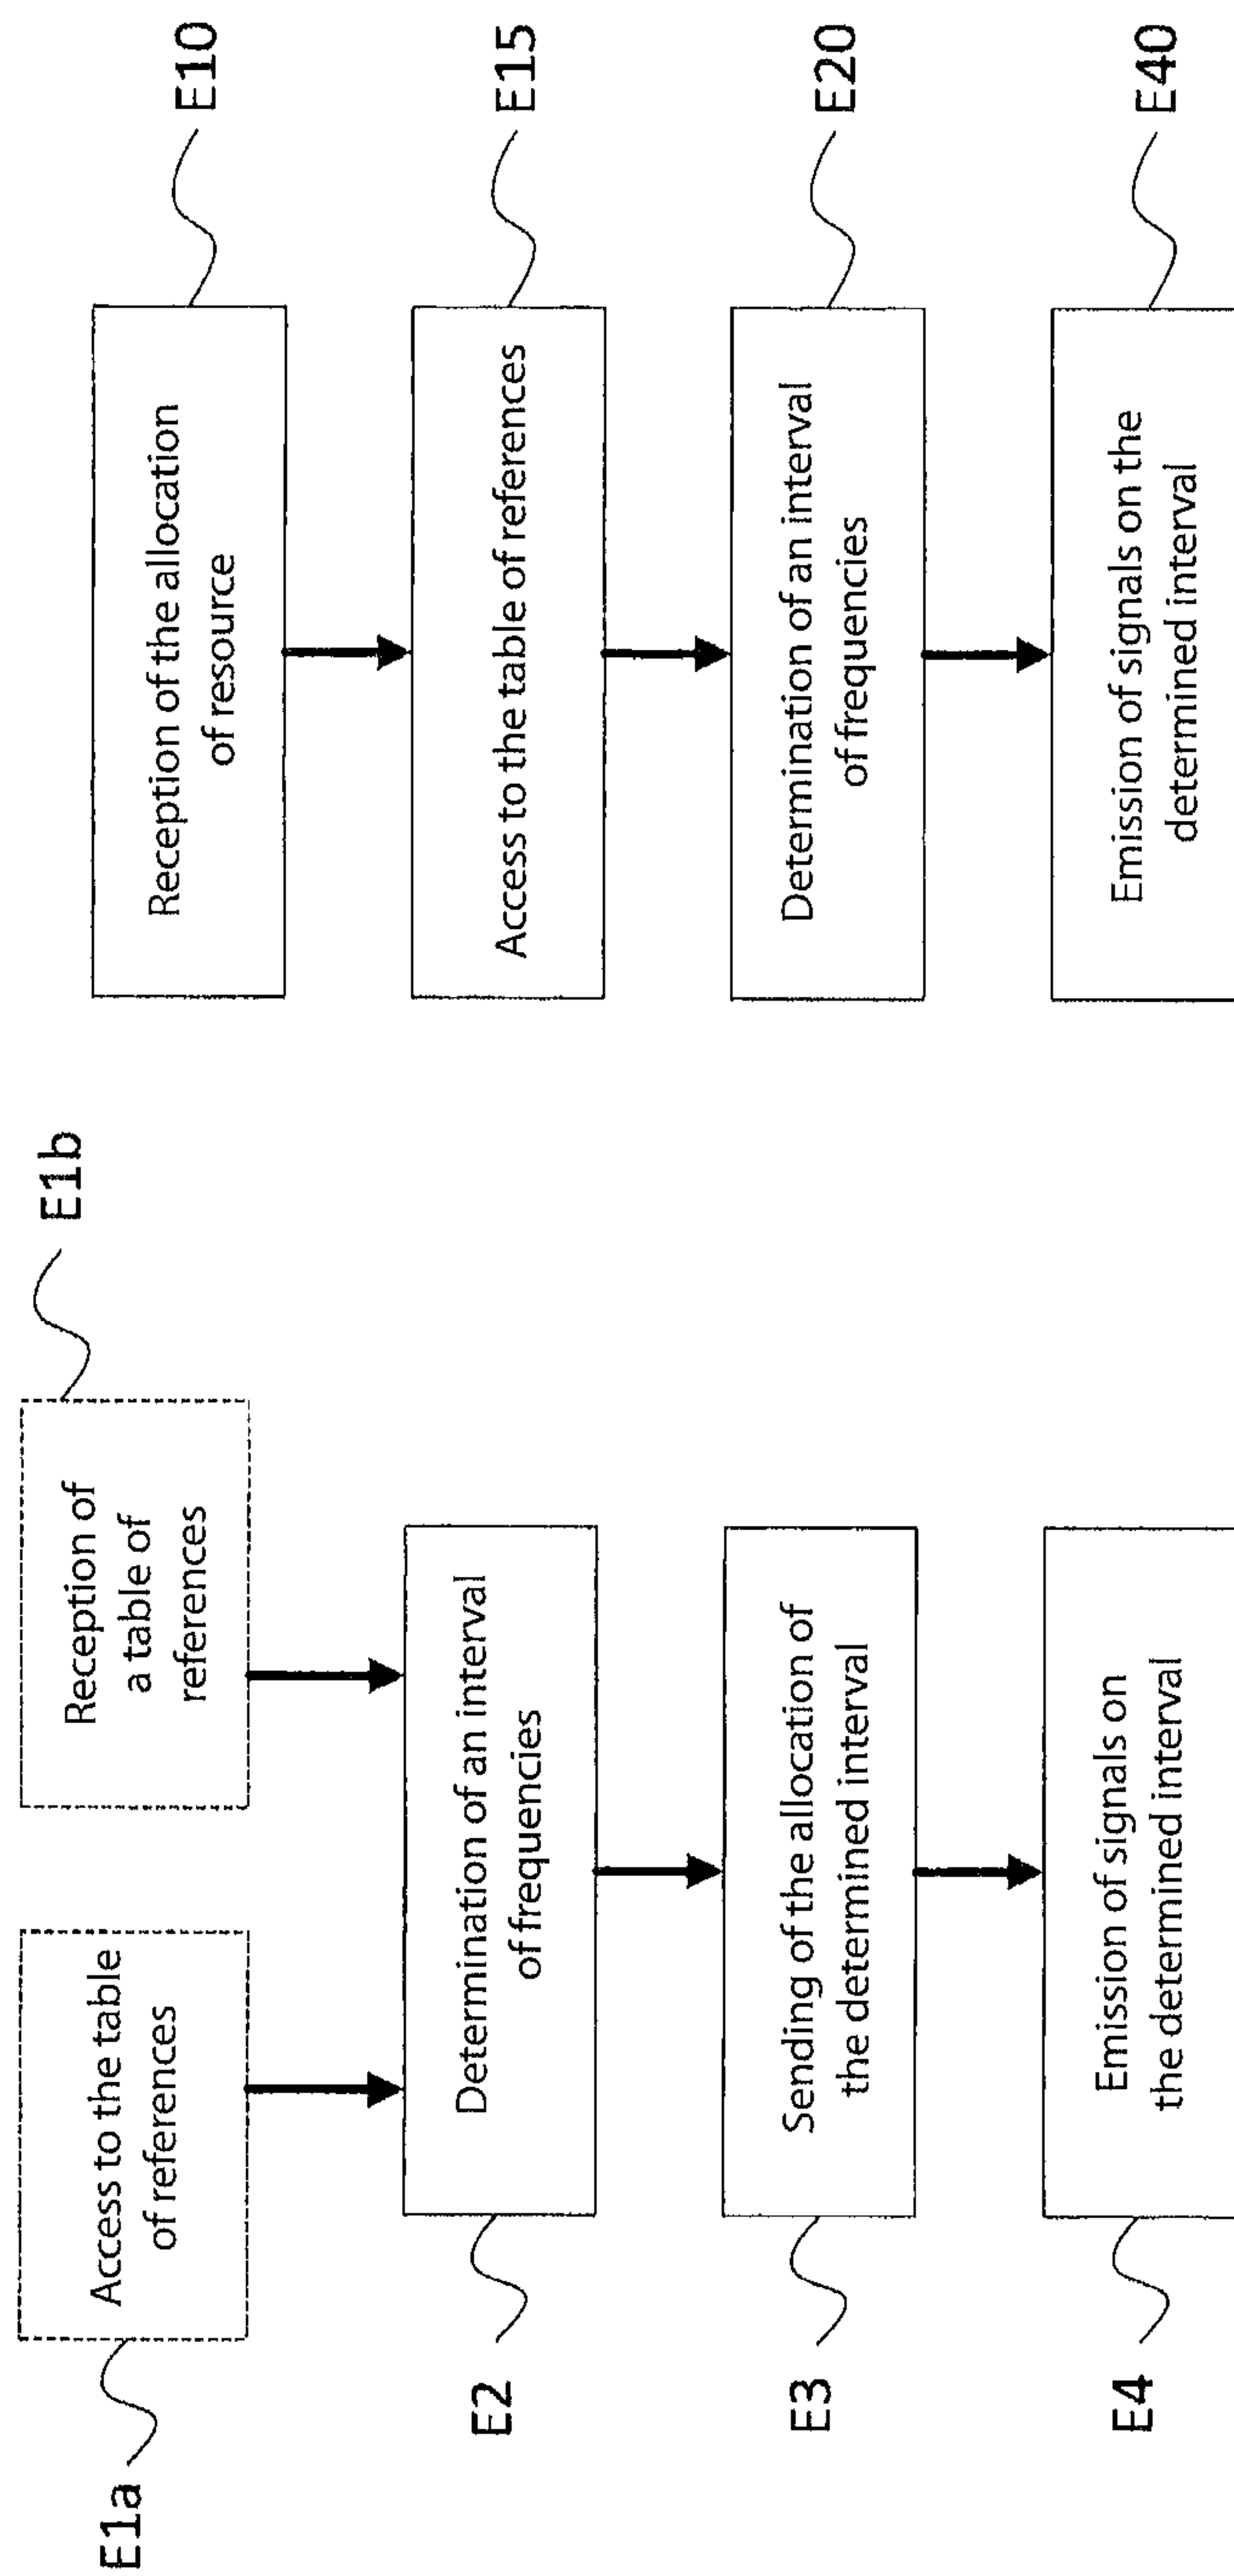 E1a
Access to the table
of references
Reception of
a table of
references
E1b
E2
Determination of an interval
of frequencies
E3
Sending of the allocation of
the determined interval
E4
Emission of signals on
the determined interval
Reception of the allocation
of resource
E10
Access to the table of references
E15
Determination of an interval
of frequencies
E20
Emission of signals on the
determined interval
E40